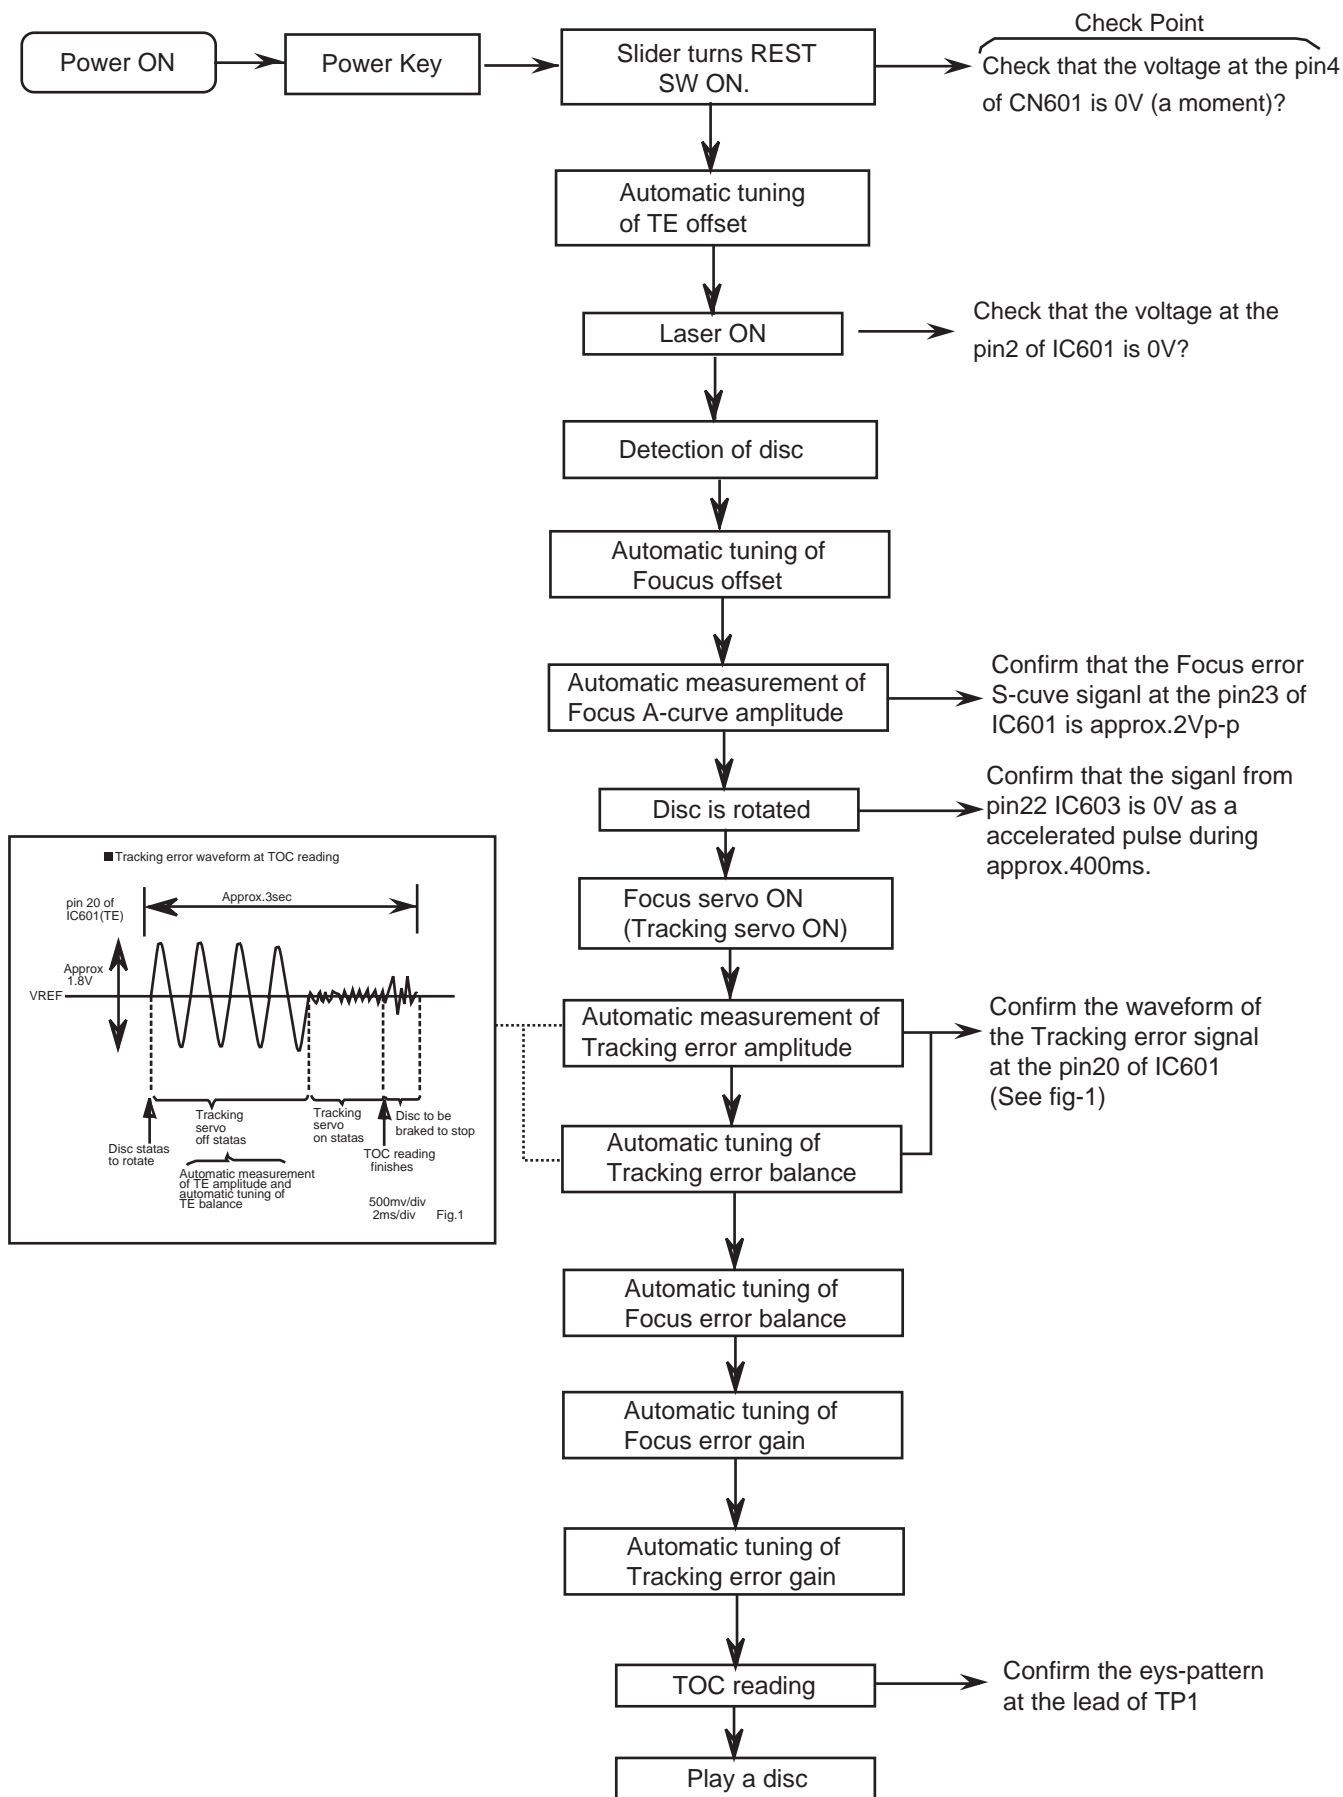 Check Point
Power ON
Power Key
Slider turns REST
SW ON.
Check that the voltage at the pin4
of CN601 is 0V (a moment)?
Automatic tuning
of TE offset
Laser ON
Check that the voltage at the
pin2 of IC601 is 0V?
Detection of disc
Automatic tuning of
Foucus offset
Automatic measurement of
Focus A-curve amplitude
Confirm that the Focus error
S-cuve siganl at the pin23 of
IC601 is approx.2Vp-p
Disc is rotated
Confirm that the siganl from
pin22 IC603 is 0V as a
accelerated pulse during
approx.400ms.
Focus servo ON
(Tracking servo ON)
■Tracking error waveform at TOC reading
pin 20 of
IC601(TE)
Approx.3sec
Approx
1.8V
VREF
Disc statas
to rotate
Tracking
servo
off statas
Tracking
servo
on statas
Disc to be
braked to stop
TOC reading
finishes
Automatic measurement
of TE amplitude and
automatic tuning of
TE balance
500mv/div
2ms/div
Fig.1
Automatic measurement of
Tracking error amplitude
Confirm the waveform of
the Tracking error signal
at the pin20 of IC601
(See fig-1)
Automatic tuning of
Tracking error balance
Automatic tuning of
Focus error balance
Automatic tuning of
Focus error gain
Automatic tuning of
Tracking error gain
TOC reading
Confirm the eys-pattern
at the lead of TP1
Play a disc